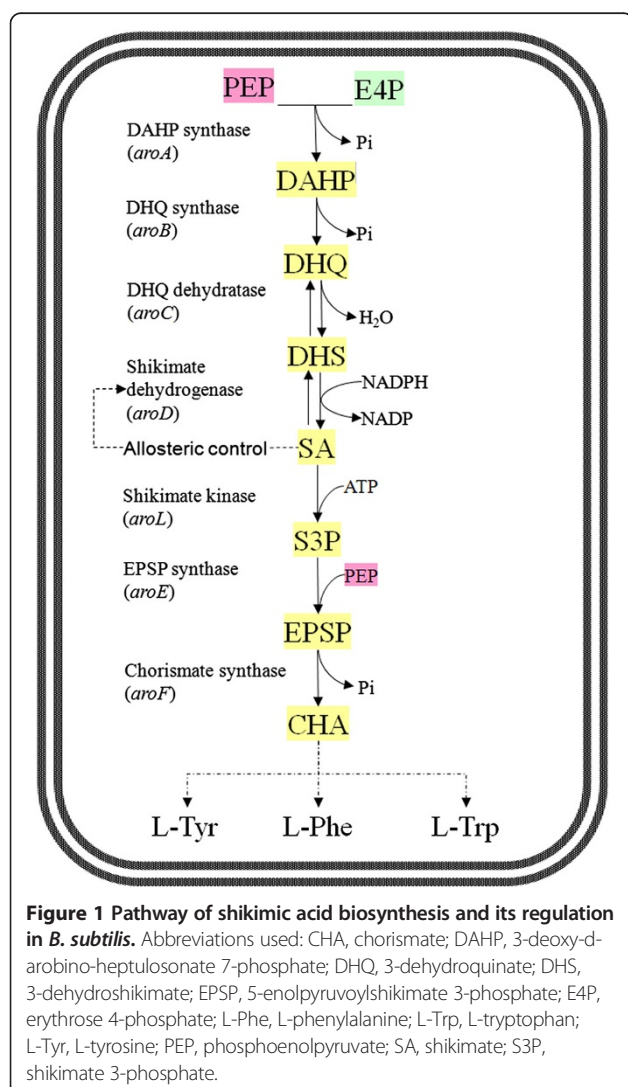 PEP E4P
DAHP synthase
(aroA)
Pi
DAHP
DHQ synthase
(aroB)
Pi
DHQ
DHQ dehydratase
(aroC)
H₂O
DHS
Shikimate
dehydrogenase
(aroD)
NADPH
NADP
Allosteric control
SA
Shikimate kinase
(aroL)
ATP
S3P
EPSP synthase
(aroE)
PEP
EPSP
Chorismate synthase
(aroF)
Pi
CHA
L-Tyr L-Phe L-Trp
Figure 1 Pathway of shikimic acid biosynthesis and its regulation
in B. subtilis. Abbreviations used: CHA, chorismate; DAHP, 3-deoxy-d-
arobino-heptulosonate 7-phosphate; DHQ, 3-dehydroquinate; DHS,
3-dehydroshikimate; EPSP, 5-enolpyruvoylshikimate 3-phosphate; E4P,
erythrose 4-phosphate; L-Phe, L-phenylalanine; L-Trp, L-tryptophan;
L-Tyr, L-tyrosine; PEP, phosphoenolpyruvate; SA, shikimate; S3P,
shikimate 3-phosphate.